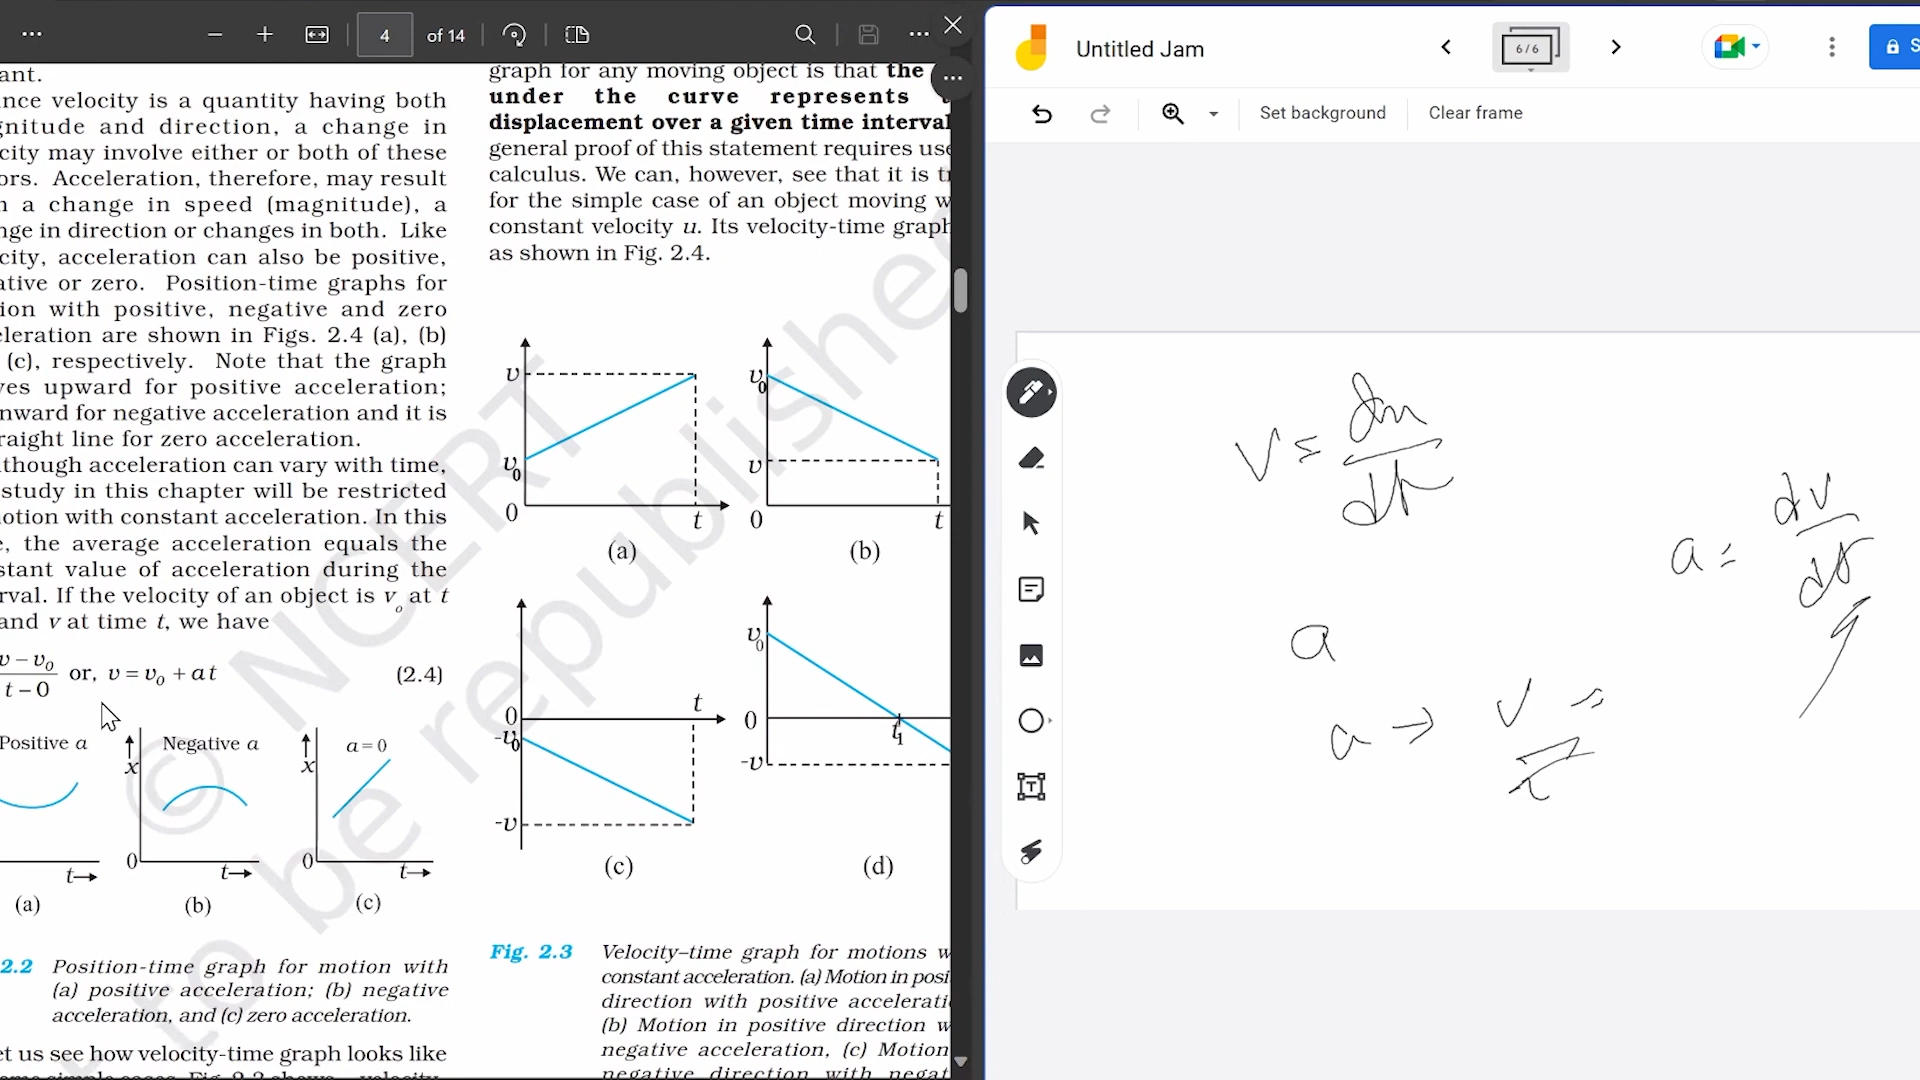 4 of 14
ant.
nce velocity is a quantity having both
gnitude and direction, a change in
city may involve either or both of these
ors. Acceleration, therefore, may result
a change in speed (magnitude), a
nge in direction or changes in both. Like
city, acceleration can also be positive,
ative or zero. Position-time graphs for
ion with positive, negative and zero
eleration are shown in Figs. 2.4 (a), (b)
(c), respectively. Note that the graph
ves upward for positive acceleration;
nward for negative acceleration and it is
raight line for zero acceleration.
lthough acceleration can vary with time,
study in this chapter will be restricted
otion with constant acceleration. In this
e, the average acceleration equals the
stant value of acceleration during the
rval. If the velocity of an object is v₀ at t
and v at time t, we have
v – v₀
t – 0
or, v = v₀ + a t (2.4)
Positive a
t→
(a)
x
Negative a
0
t→
(b)
x
a = 0
0
t→
(c)
2.2 Position-time graph for motion with
(a) positive acceleration; (b) negative
acceleration, and (c) zero acceleration.
et us see how velocity-time graph looks like
graph for any moving object is that the
under the curve represents
displacement over a given time interval
general proof of this statement requires use
calculus. We can, however, see that it is
for the simple case of an object moving w
constant velocity u. Its velocity-time graph
as shown in Fig. 2.4.
υ
υ₀
0
t
(a)
υ₀
υ
0
t
(b)
t
0
-υ₀
-υ
(c)
υ₀
0
t₁
-υ
(d)
Fig. 2.3 Velocity–time graph for motions w
constant acceleration. (a) Motion in posi
direction with positive accelerati
(b) Motion in positive direction w
negative acceleration, (c) Motion
negative direction with negat
© NCERT
to be republished
Untitled Jam
6 / 6
S
Set background
Clear frame
V =
dt
a = dv
dt
a
a → V
t